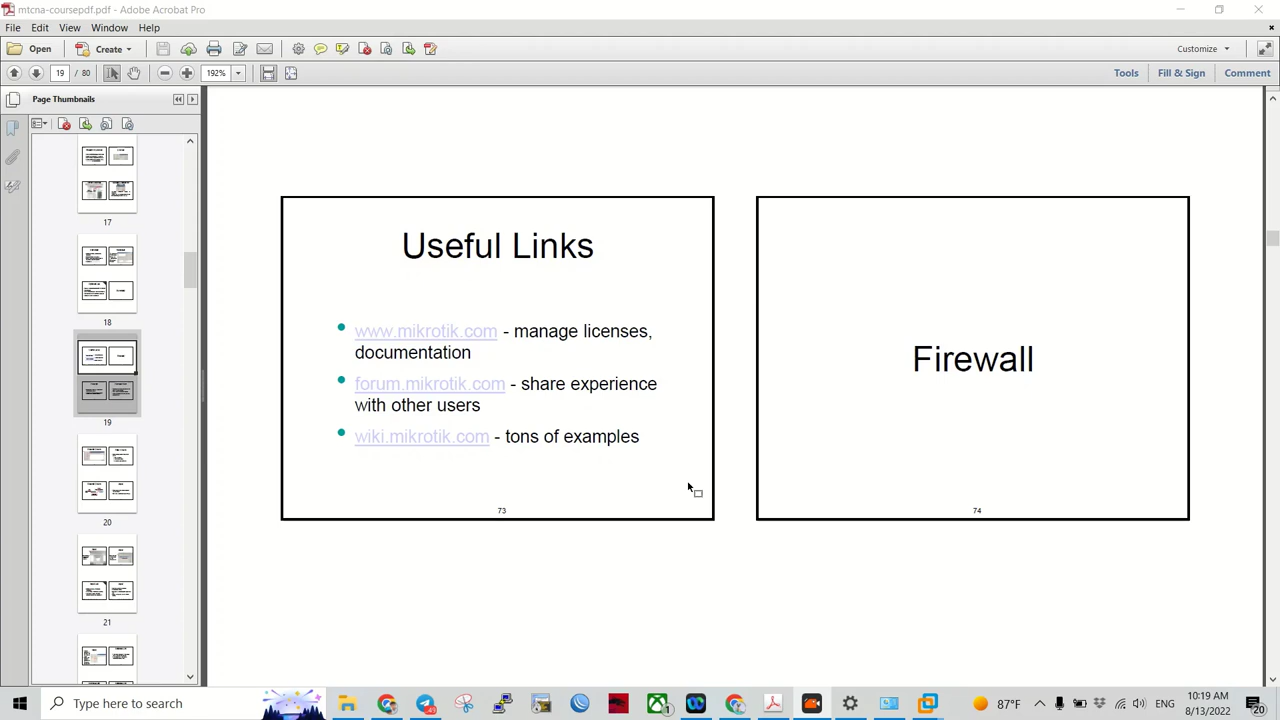 mtcna-coursepdf.pdf - Adobe Acrobat Pro
File Edit View Window Help
Open Create Customize
19 / 80 192% Tools Fill & Sign Comment
Page Thumbnails
17
18
19
20
21
Useful Links
www.mikrotik.com - manage licenses,
documentation
forum.mikrotik.com - share experience
with other users
wiki.mikrotik.com - tons of examples
73
Firewall
74
Type here to search
87°F ENG
10:19 AM
8/13/2022
20